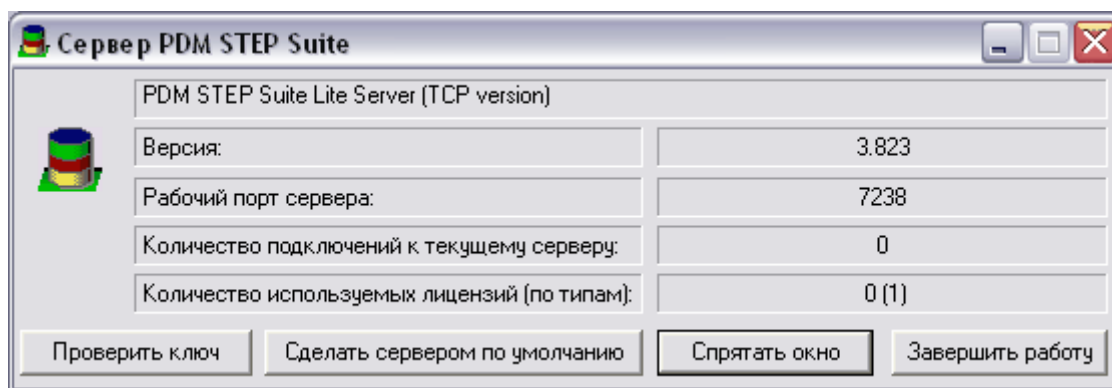 Сервер PDM STEP Suite
PDM STEP Suite Lite Server (TCP version)
Версия: 3.823
Рабочий порт сервера: 7238
Количество подключений к текущему серверу: 0
Количество используемых лицензий (по типам): 0 (1)
Проверить ключ Сделать сервером по умолчанию Спрятать окно Завершить работу